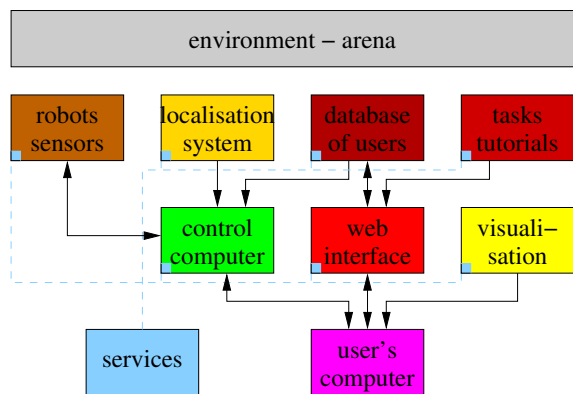 environment – arena
robots
sensors
localisation
system
database
of users
tasks
tutorials
control
computer
web
interface
visuali–
sation
services
user's
computer